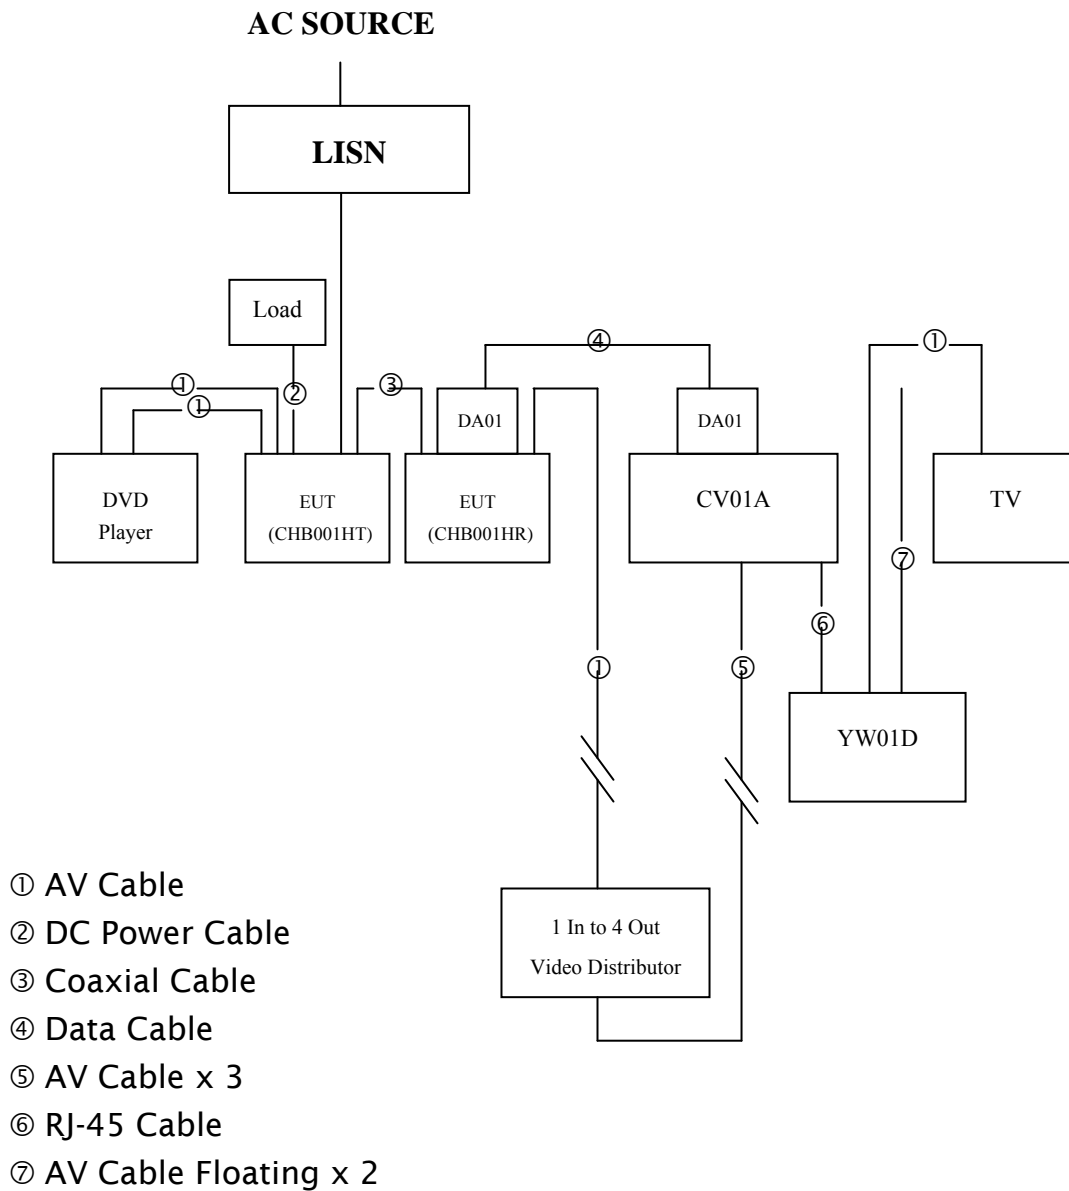 AC SOURCE
LISN
Load
④
①
①
③
②
①
DA01
DA01
DVD
Player
EUT
(CHB001HT)
EUT
(CHB001HR)
CV01A
TV
⑦
⑥
①
⑤
YW01D
1 In to 4 Out
Video Distributor
① AV Cable
② DC Power Cable
③ Coaxial Cable
④ Data Cable
⑤ AV Cable x 3
⑥ RJ-45 Cable
⑦ AV Cable Floating x 2